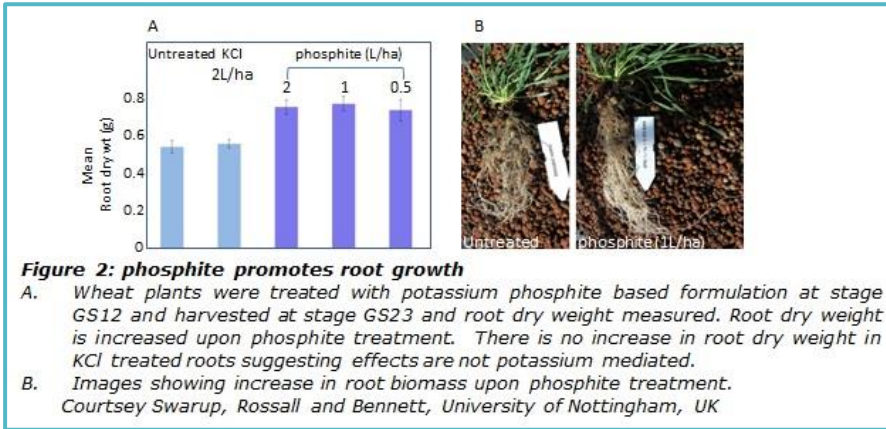 A
B
Untreated KCl
2L/ha
phosphite (L/ha)
2 1 0.5
0.8
0.6
0.4
0.2
0
Mean
Root dry wt (g)
Untreated
phosphite (1L/ha)
Figure 2: phosphite promotes root growth
A. Wheat plants were treated with potassium phosphite based formulation at stage
GS12 and harvested at stage GS23 and root dry weight measured. Root dry weight
is increased upon phosphite treatment. There is no increase in root dry weight in
KCl treated roots suggesting effects are not potassium mediated.
B. Images showing increase in root biomass upon phosphite treatment.
Courtsey Swarup, Rossall and Bennett, University of Nottingham, UK